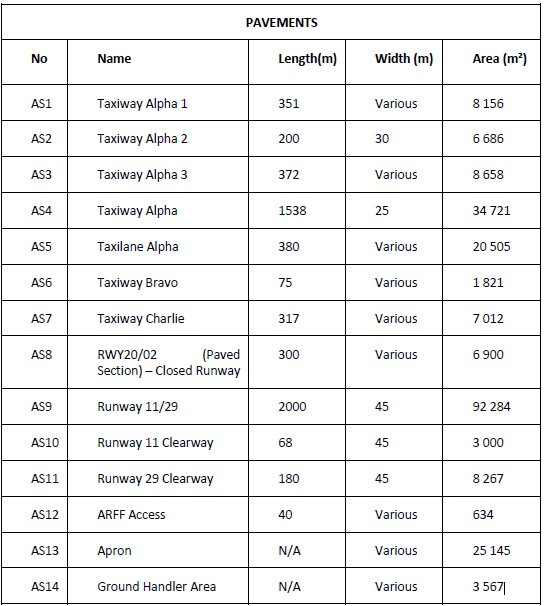 PAVEMENTS
No Name Length(m) Width (m) Area (m²)
AS1 Taxiway Alpha 1 351 Various 8 156
AS2 Taxiway Alpha 2 200 30 6 686
AS3 Taxiway Alpha 3 372 Various 8 658
AS4 Taxiway Alpha 1538 25 34 721
AS5 Taxilane Alpha 380 Various 20 505
AS6 Taxiway Bravo 75 Various 1 821
AS7 Taxiway Charlie 317 Various 7 012
AS8 RWY20/02 (Paved 300 Various 6 900
Section) – Closed Runway
AS9 Runway 11/29 2000 45 92 284
AS10 Runway 11 Clearway 68 45 3 000
AS11 Runway 29 Clearway 180 45 8 267
AS12 ARFF Access 40 Various 634
AS13 Apron N/A Various 25 145
AS14 Ground Handler Area N/A Various 3 567